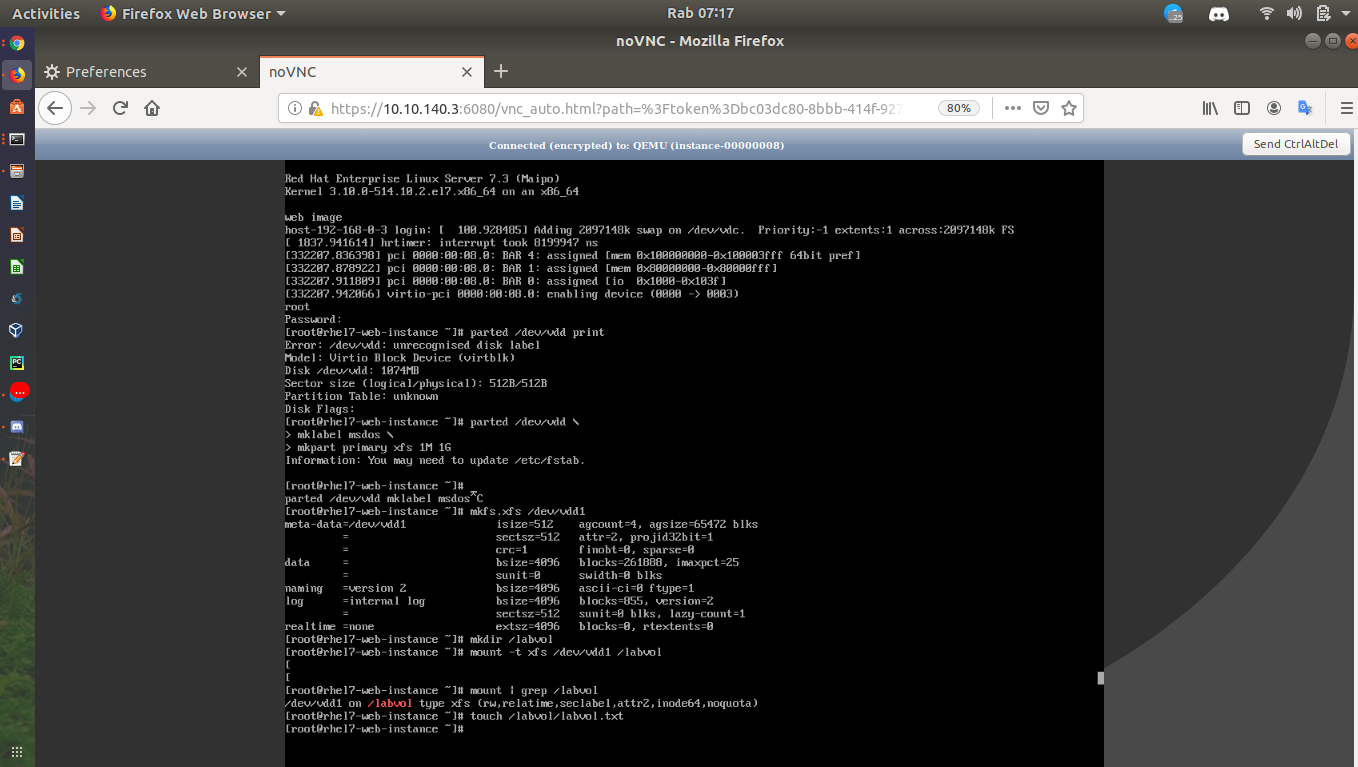 Activities
Firefox Web Browser
Rab 07:17
25
noVNC - Mozilla Firefox
Preferences
noVNC
https://10.10.140.3:6080/vnc_auto.html?path=%3Ftoken%3Dbc03dc80-8bbb-414f-927
80%
Connected (encrypted) to: QEMU (instance-00000008)
Send CtrlAltDel
Red Hat Enterprise Linux Server 7.3 (Maipo)
Kernel 3.10.0-514.10.2.el7.x86_64 on an x86_64
web image
host-192-168-0-3 login: [  100.928485] Adding 2097148k swap on /dev/vdc.  Priority:-1 extents:1 across:2097148k FS
[ 1837.941614] hrtimer: interrupt took 8199947 ns
[332207.836398] pci 0000:00:08.0: BAR 4: assigned [mem 0x100000000-0x100003fff 64bit pref]
[332207.878922] pci 0000:00:08.0: BAR 1: assigned [mem 0x80000000-0x80000fff]
[332207.911809] pci 0000:00:08.0: BAR 0: assigned [io  0x1000-0x103f]
[332207.942066] virtio-pci 0000:00:08.0: enabling device (0000 -> 0003)
root
Password:
[root@rhel7-web-instance ~]# parted /dev/vdd print
Error: /dev/vdd: unrecognised disk label
Model: Virtio Block Device (virtblk)
Disk /dev/vdd: 1074MB
Sector size (logical/physical): 512B/512B
Partition Table: unknown
Disk Flags:
[root@rhel7-web-instance ~]# parted /dev/vdd \
> mklabel msdos \
> mkpart primary xfs 1M 1G
Information: You may need to update /etc/fstab.
[root@rhel7-web-instance ~]# _
parted /dev/vdd mklabel msdos^C
[root@rhel7-web-instance ~]# mkfs.xfs /dev/vdd1
meta-data=/dev/vdd1              isize=512    agcount=4, agsize=65472 blks
         =                       sectsz=512   attr=2, projid32bit=1
         =                       crc=1        finobt=0, sparse=0
data     =                       bsize=4096   blocks=261888, imaxpct=25
         =                       sunit=0      swidth=0 blks
naming   =version 2              bsize=4096   ascii-ci=0 ftype=1
log      =internal log           bsize=4096   blocks=855, version=2
         =                       sectsz=512   sunit=0 blks, lazy-count=1
realtime =none                   extsz=4096   blocks=0, rtextents=0
[root@rhel7-web-instance ~]# mkdir /labvol
[root@rhel7-web-instance ~]# mount -t xfs /dev/vdd1 /labvol
[
[
[root@rhel7-web-instance ~]# mount | grep /labvol
/dev/vdd1 on /labvol type xfs (rw,relatime,seclabel,attr2,inode64,noquota)
[root@rhel7-web-instance ~]# touch /labvol/labvol.txt
[root@rhel7-web-instance ~]#